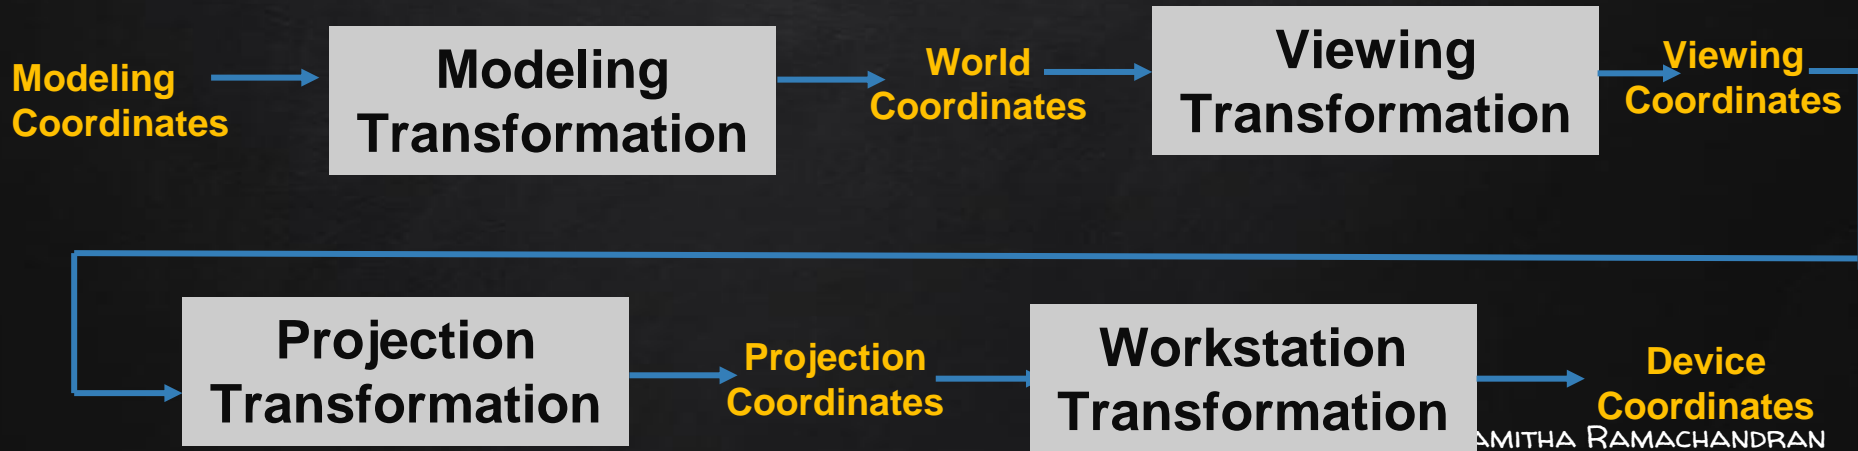 Modeling
Coordinates
Modeling
Transformation
World
Coordinates
Viewing
Transformation
Viewing
Coordinates
Projection
Transformation
Projection
Coordinates
Workstation
Transformation
Device
Coordinates
RAMACHANDRAN